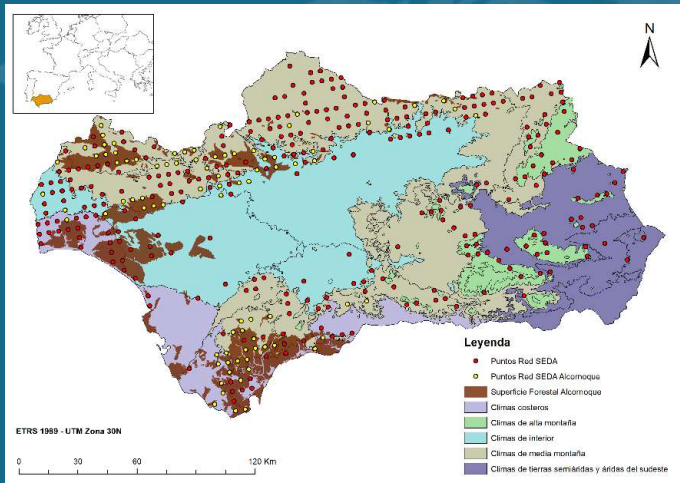 N
Leyenda
Puntos Red SEDA
Puntos Red SEDA Alcornoque
Superficie Forestal Alcornoque
Climas costeros
Climas de alta montaña
Climas de interior
Climas de media montaña
Climas de tierras semiáridas y áridas del sudeste
ETRS 1989 - UTM Zona 30N
0 30 60 120 Km